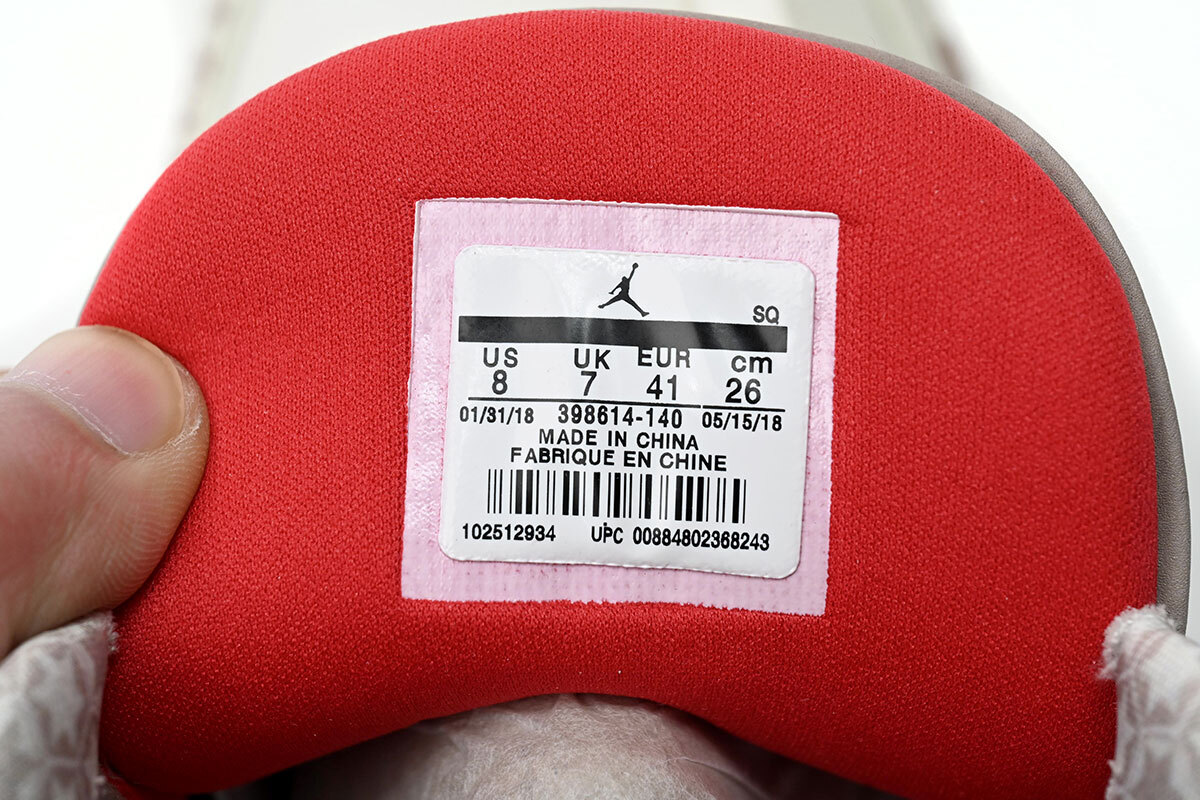 SQ
US UK EUR cm
8 7 41 26
01/31/18 398614-140 05/15/18
MADE IN CHINA
FABRIQUE EN CHINE
102512934 UPC 00884802368243